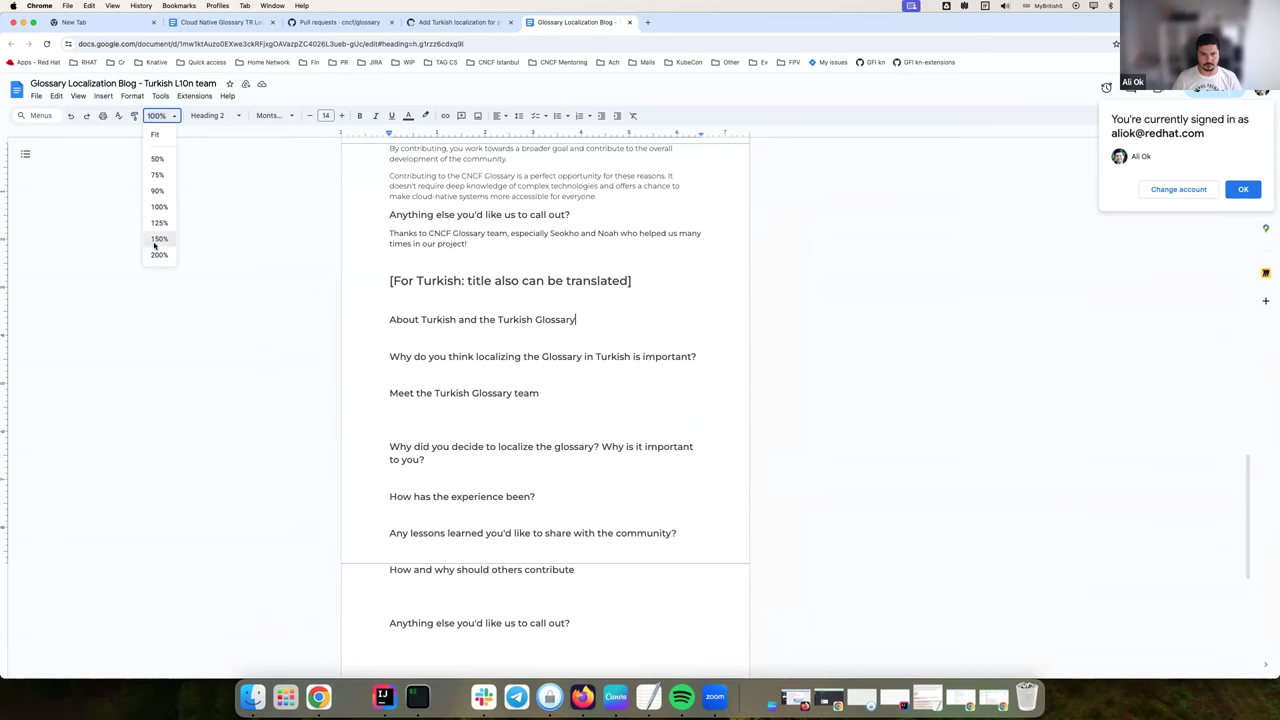 Chrome File Edit View History Bookmarks Profiles Tab Window Help
MyBritish5
New Tab
Cloud Native Glossary TR Lo
Pull requests · cncf/glossary
Add Turkish localization for p
Glossary Localization Blog - T
docs.google.com/document/d/1mw1ktAuzo0EXwe3ckRFjxgOAVazpZC4026L3ueb-gUc/edit#heading=h.g1rzz6cdxq9l
Apps - Red Hat RHAT Cr Knative Quick access Home Network Fin PR JIRA WIP TAG CS CNCF Istanbul CNCF Mentoring Ach Mails KubeCon Other Ev FPV My issues GFI kn GFI kn-extensions
Ali Ok
Glossary Localization Blog - Turkish L10n team
File Edit View Insert Format Tools Extensions Help
Menus 100% Heading 2 Monts... 14
Fit
50%
75%
90%
100%
125%
150%
200%
You're currently signed in as
aliok@redhat.com
Ali Ok
Change account OK
1 1 2 3 4 5 6 7
By contributing, you work towards a broader goal and contribute to the overall
development of the community.
Contributing to the CNCF Glossary is a perfect opportunity for these reasons. It
doesn't require deep knowledge of complex technologies and offers a chance to
make cloud-native systems more accessible for everyone.
Anything else you'd like us to call out?
Thanks to CNCF Glossary team, especially Seokho and Noah who helped us many
times in our project!
[For Turkish: title also can be translated]
About Turkish and the Turkish Glossary
Why do you think localizing the Glossary in Turkish is important?
Meet the Turkish Glossary team
Why did you decide to localize the glossary? Why is it important
to you?
How has the experience been?
Any lessons learned you'd like to share with the community?
How and why should others contribute
Anything else you'd like us to call out?
zoom